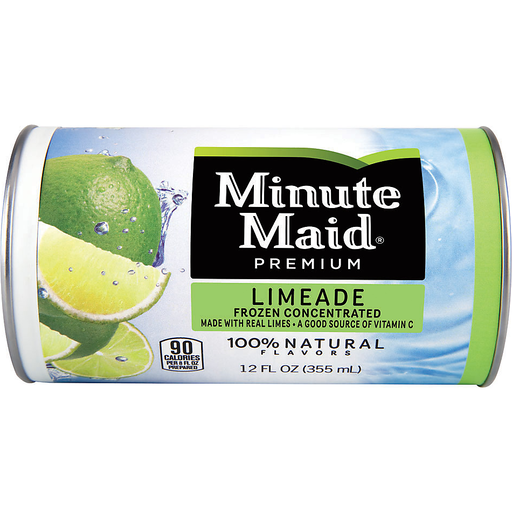 Minute
Maid®
PREMIUM
LIMEADE
FROZEN CONCENTRATED
MADE WITH REAL LIMES • A GOOD SOURCE OF VITAMIN C
100% NATURAL
FLAVORS
12 FL OZ (355 mL)
90
CALORIES
PER 8 FL OZ
PREPARED